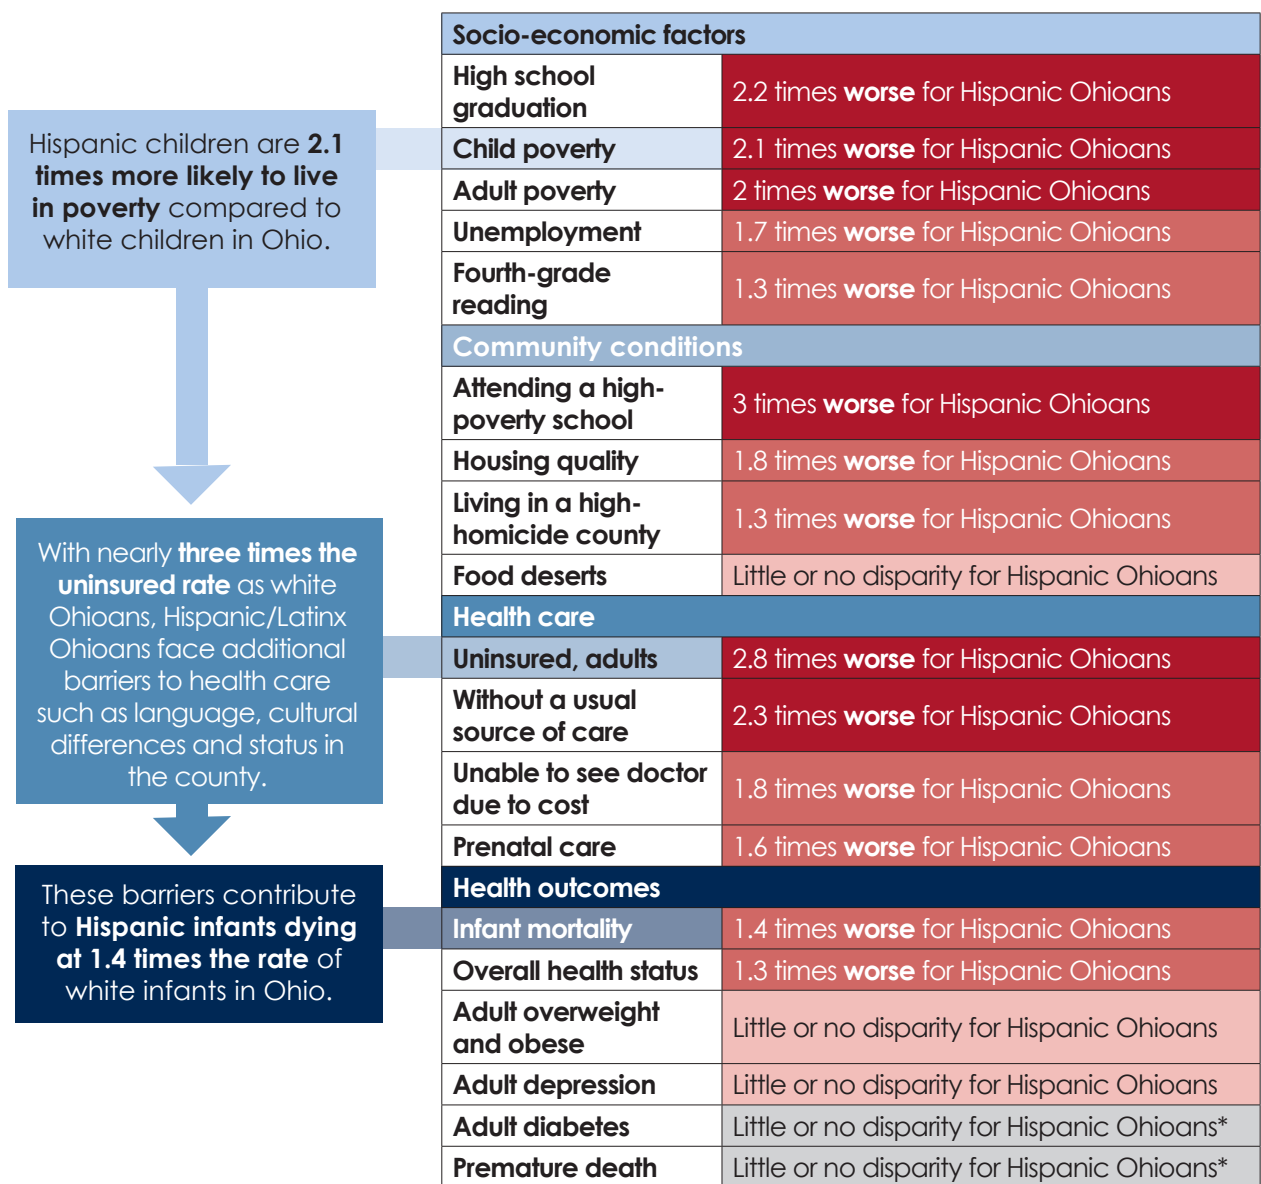 Hispanic children are 2.1
times more likely to live
in poverty compared to
white children in Ohio.
With nearly three times the
uninsured rate as white
Ohioans, Hispanic/Latinx
Ohioans face additional
barriers to health care
such as language, cultural
differences and status in
the county.
These barriers contribute
to Hispanic infants dying
at 1.4 times the rate of
white infants in Ohio.
Socio-economic factors
High school
graduation
2.2 times worse for Hispanic Ohioans
Child poverty
2.1 times worse for Hispanic Ohioans
Adult poverty
2 times worse for Hispanic Ohioans
Unemployment
1.7 times worse for Hispanic Ohioans
Fourth-grade
reading
1.3 times worse for Hispanic Ohioans
Community conditions
Attending a high-
poverty school
3 times worse for Hispanic Ohioans
Housing quality
1.8 times worse for Hispanic Ohioans
Living in a high-
homicide county
1.3 times worse for Hispanic Ohioans
Food deserts
Little or no disparity for Hispanic Ohioans
Health care
Uninsured, adults
2.8 times worse for Hispanic Ohioans
Without a usual
source of care
2.3 times worse for Hispanic Ohioans
Unable to see doctor
due to cost
1.8 times worse for Hispanic Ohioans
Prenatal care
1.6 times worse for Hispanic Ohioans
Health outcomes
Infant mortality
1.4 times worse for Hispanic Ohioans
Overall health status
1.3 times worse for Hispanic Ohioans
Adult overweight
and obese
Little or no disparity for Hispanic Ohioans
Adult depression
Little or no disparity for Hispanic Ohioans
Adult diabetes
Little or no disparity for Hispanic Ohioans*
Premature death
Little or no disparity for Hispanic Ohioans*